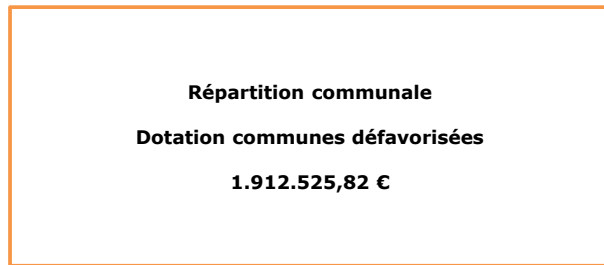 Répartition communale
Dotation communes défavorisées
1.912.525,82 €